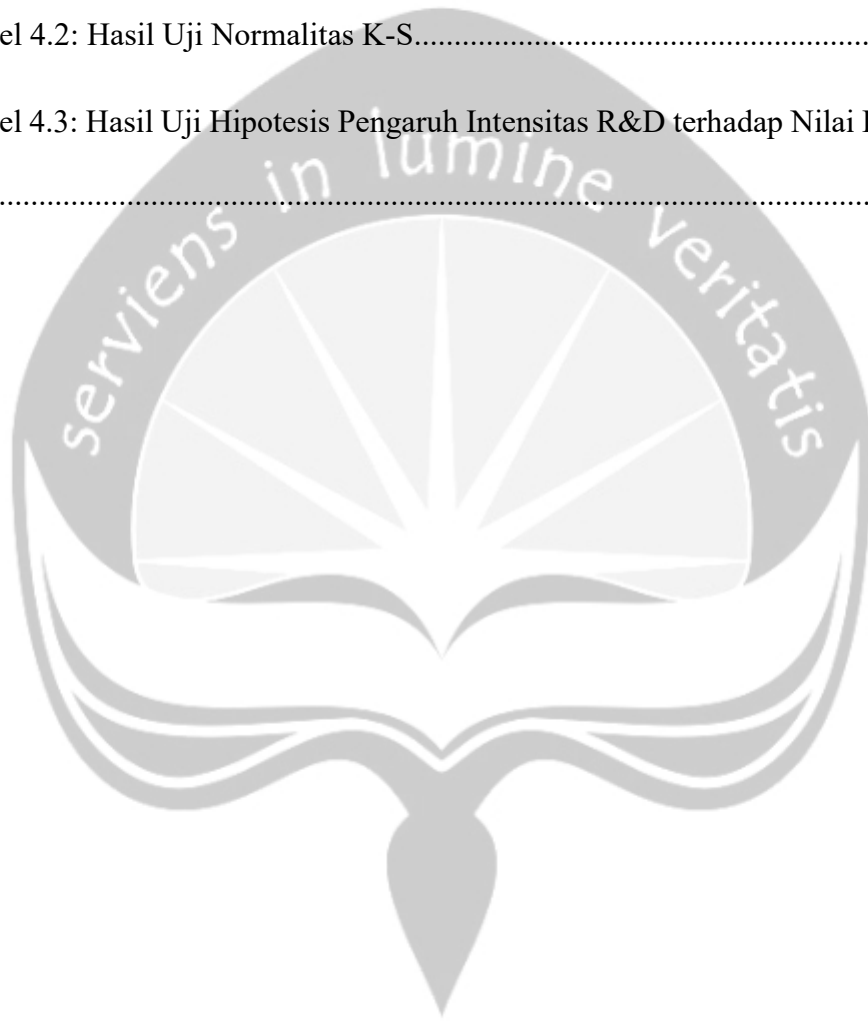 el 4.2: Hasil Uji Normalitas K-S..........................................................
el 4.3: Hasil Uji Hipotesis Pengaruh Intensitas R&D terhadap Nilai
..............................................................................................................
serviens in lumine veritatis